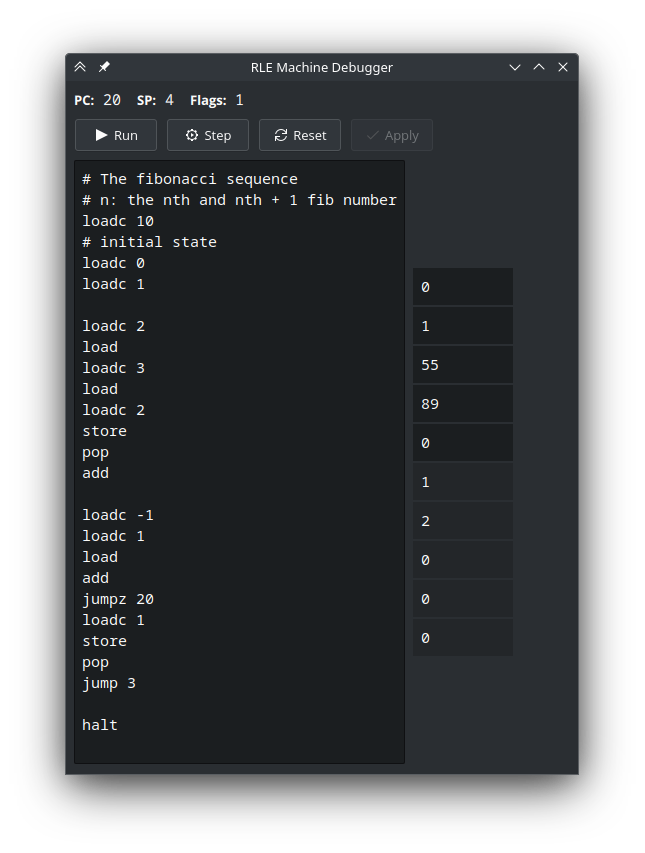 RLE Machine Debugger
PC: 20 SP: 4 Flags: 1
Run Step Reset Apply
# The fibonacci sequence
# n: the nth and nth + 1 fib number
loadc 10
# initial state
loadc 0
loadc 1
loadc 2
load
loadc 3
load
loadc 2
store
pop
add
loadc -1
loadc 1
load
add
jumpz 20
loadc 1
store
pop
jump 3
halt
0
1
55
89
0
1
2
0
0
0